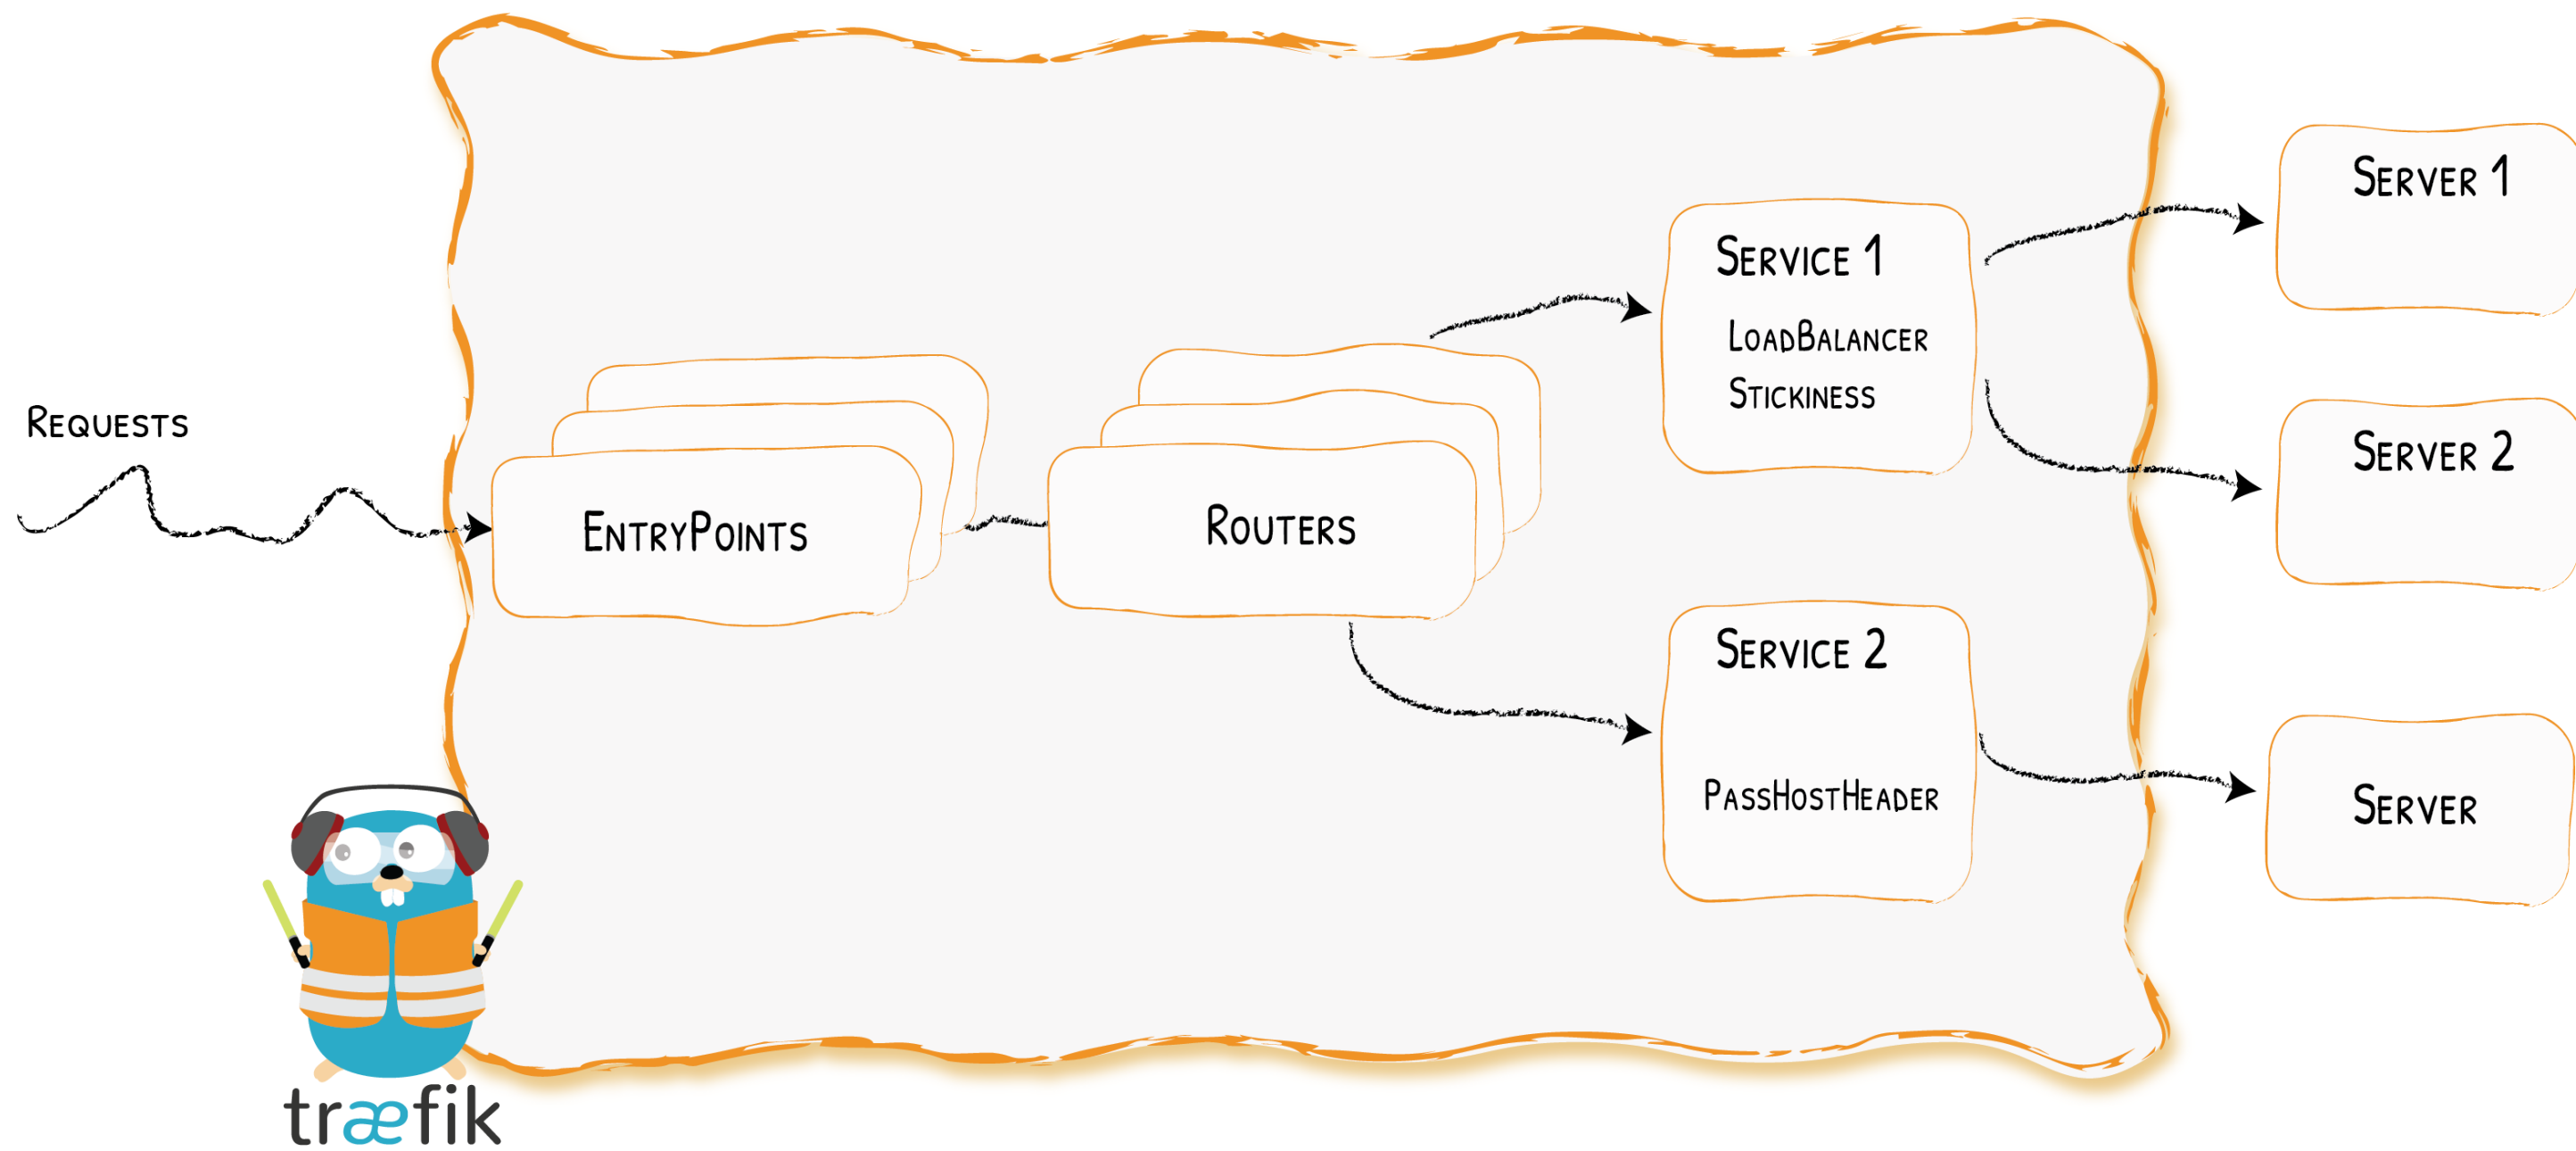 Requests
EntryPoints
Routers
Service 1
LoadBalancer
Stickiness
Service 2
PassHostHeader
Server 1
Server 2
Server
træfik